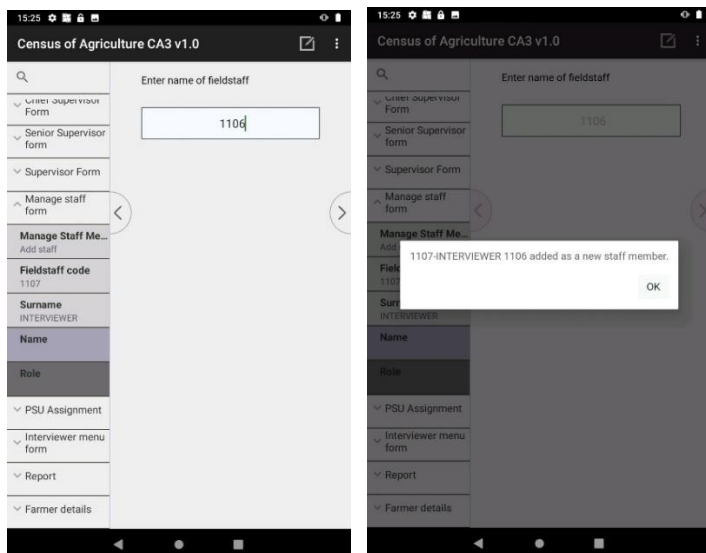 15:25
Census of Agriculture CA3 v1.0
Enter name of fieldstaff
1106
Chief Supervisor
Form
Senior Supervisor
form
Supervisor Form
Manage staff
form
Manage Staff Me...
Add staff
Fieldstaff code
1107
Surname
INTERVIEWER
Name
Role
PSU Assignment
Interviewer menu
form
Report
Farmer details
15:25
Census of Agriculture CA3 v1.0
Enter name of fieldstaff
1106
Chief Supervisor
Form
Senior Supervisor
form
Supervisor Form
Manage staff
form
Manage Staff Me...
Add
1107-INTERVIEWER 1106 added as a new staff member.
OK
Field
1107
Surn
INTERVIEWER
Name
Role
PSU Assignment
Interviewer menu
form
Report
Farmer details